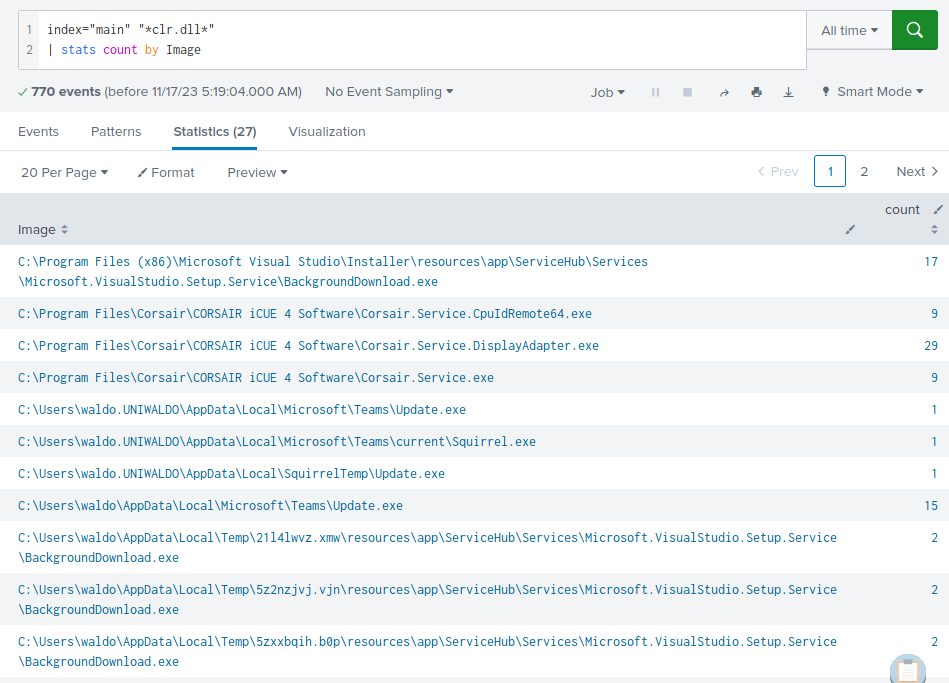 1 index="main" "*clr.dll*"
2 | stats count by Image
All time
770 events (before 11/17/23 5:19:04.000 AM) No Event Sampling Job Smart Mode
Events Patterns Statistics (27) Visualization
20 Per Page Format Preview Prev 1 2 Next
count
Image
C:\Program Files (x86)\Microsoft Visual Studio\Installer\resources\app\ServiceHub\Services 17
\Microsoft.VisualStudio.Setup.Service\BackgroundDownload.exe
C:\Program Files\Corsair\CORSAIR iCUE 4 Software\Corsair.Service.CpuIdRemote64.exe 9
C:\Program Files\Corsair\CORSAIR iCUE 4 Software\Corsair.Service.DisplayAdapter.exe 29
C:\Program Files\Corsair\CORSAIR iCUE 4 Software\Corsair.Service.exe 9
C:\Users\waldo.UNIWALDO\AppData\Local\Microsoft\Teams\Update.exe 1
C:\Users\waldo.UNIWALDO\AppData\Local\Microsoft\Teams\current\Squirrel.exe 1
C:\Users\waldo.UNIWALDO\AppData\Local\SquirrelTemp\Update.exe 1
C:\Users\waldo\AppData\Local\Microsoft\Teams\Update.exe 15
C:\Users\waldo\AppData\Local\Temp\21l4lwvz.xmw\resources\app\ServiceHub\Services\Microsoft.VisualStudio.Setup.Service 2
\BackgroundDownload.exe
C:\Users\waldo\AppData\Local\Temp\5z2nzjvj.vjn\resources\app\ServiceHub\Services\Microsoft.VisualStudio.Setup.Service 2
\BackgroundDownload.exe
C:\Users\waldo\AppData\Local\Temp\5zxxbqih.b0p\resources\app\ServiceHub\Services\Microsoft.VisualStudio.Setup.Service 2
\BackgroundDownload.exe